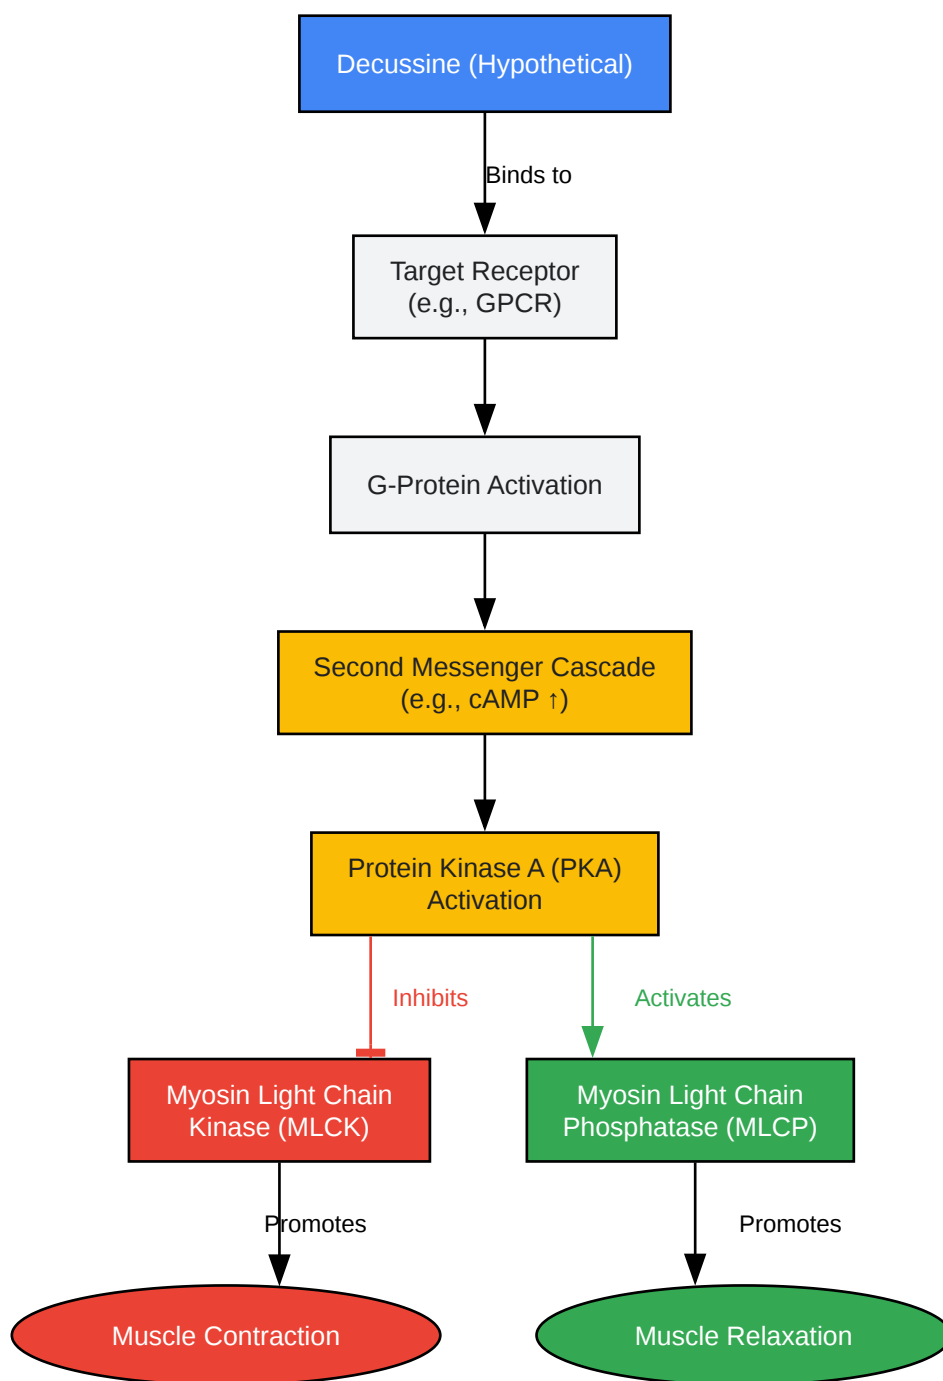 Decussine (Hypothetical)
Binds to
Target Receptor
(e.g., GPCR)
G-Protein Activation
Second Messenger Cascade
(e.g., cAMP ↑)
Protein Kinase A (PKA)
Activation
Inhibits
Activates
Myosin Light Chain
Kinase (MLCK)
Myosin Light Chain
Phosphatase (MLCP)
Promotes
Promotes
Muscle Contraction
Muscle Relaxation